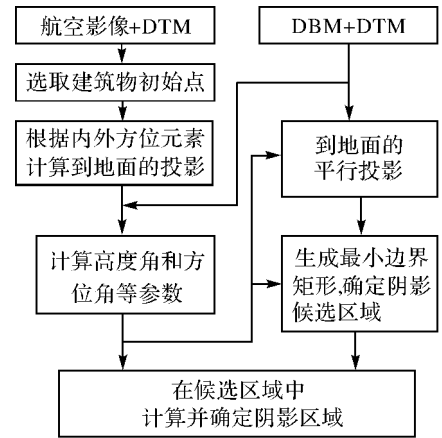 航空影像+DTM
DBM+DTM
选取建筑物初始点
根据内外方位元素
计算到地面的投影
到地面的
平行投影
计算高度角和方
位角等参数
生成最小边界
矩形,确定阴影
候选区域
在候选区域中
计算并确定阴影区域